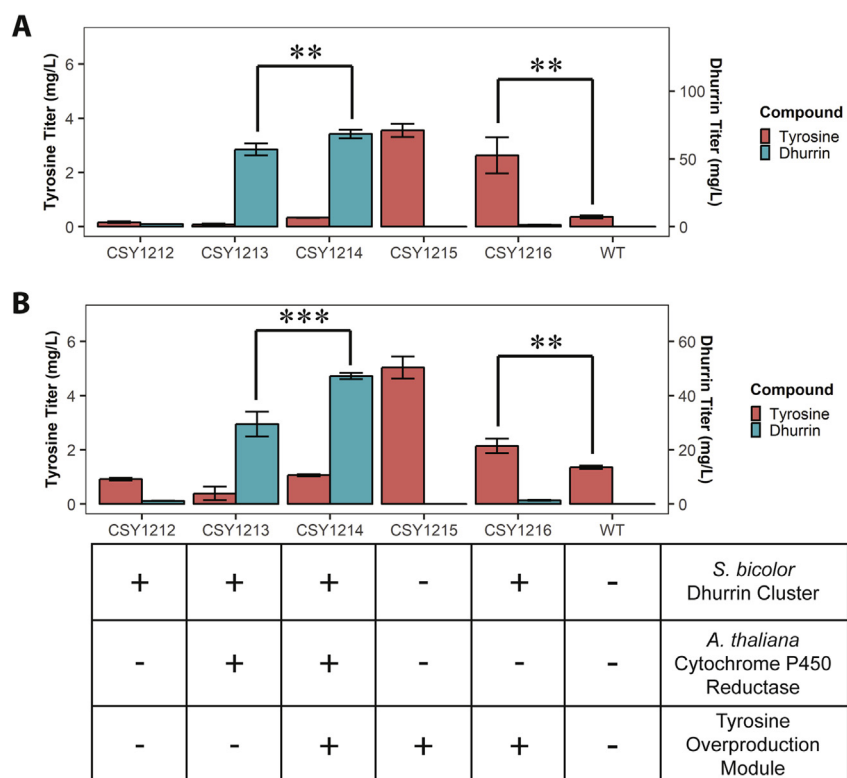 A
Tyrosine Titer (mg/L)
6
4
2
0
**
**
100
50
0
Dhurrin Titer (mg/L)
Compound
Tyrosine
Dhurrin
CSY1212 CSY1213 CSY1214 CSY1215 CSY1216 WT
B
Tyrosine Titer (mg/L)
6
4
2
0
***
**
60
40
20
0
Dhurrin Titer (mg/L)
Compound
Tyrosine
Dhurrin
CSY1212 CSY1213 CSY1214 CSY1215 CSY1216 WT
+ + + - + -
S. bicolor
Dhurrin Cluster
- + + - - -
A. thaliana
Cytochrome P450
Reductase
- - + + + -
Tyrosine
Overproduction
Module